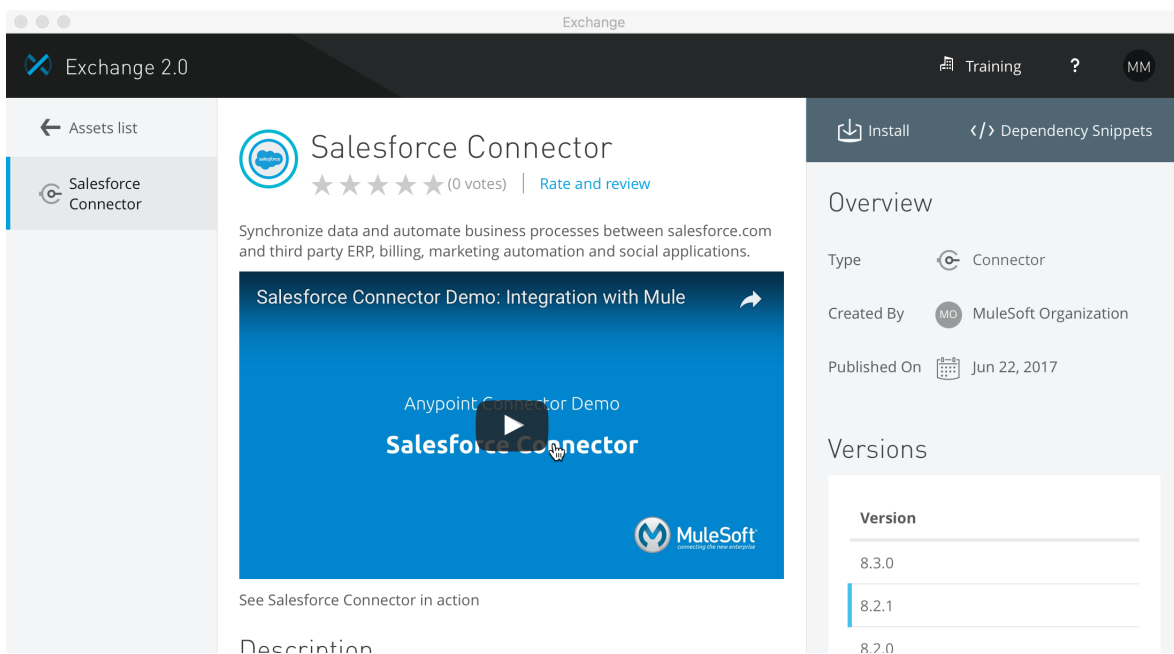 Exchange
Exchange 2.0
Training
?
MM
Assets list
Salesforce
Connector
salesforce
Salesforce Connector
(0 votes)
Rate and review
Synchronize data and automate business processes between salesforce.com
and third party ERP, billing, marketing automation and social applications.
Salesforce Connector Demo: Integration with Mule
Anypoint Connector Demo
Salesforce Connector
MuleSoft
connecting the new enterprise
See Salesforce Connector in action
Description
Install
</> Dependency Snippets
Overview
Type
Connector
Created By
MO
MuleSoft Organization
Published On
Jun 22, 2017
Versions
Version
8.3.0
8.2.1
8.2.0